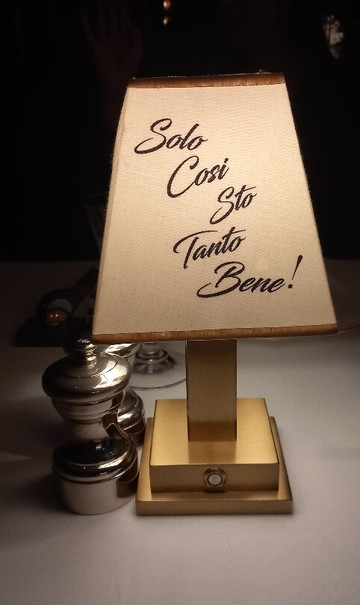 Solo
Cosi
Sto
Tanto
Bene!